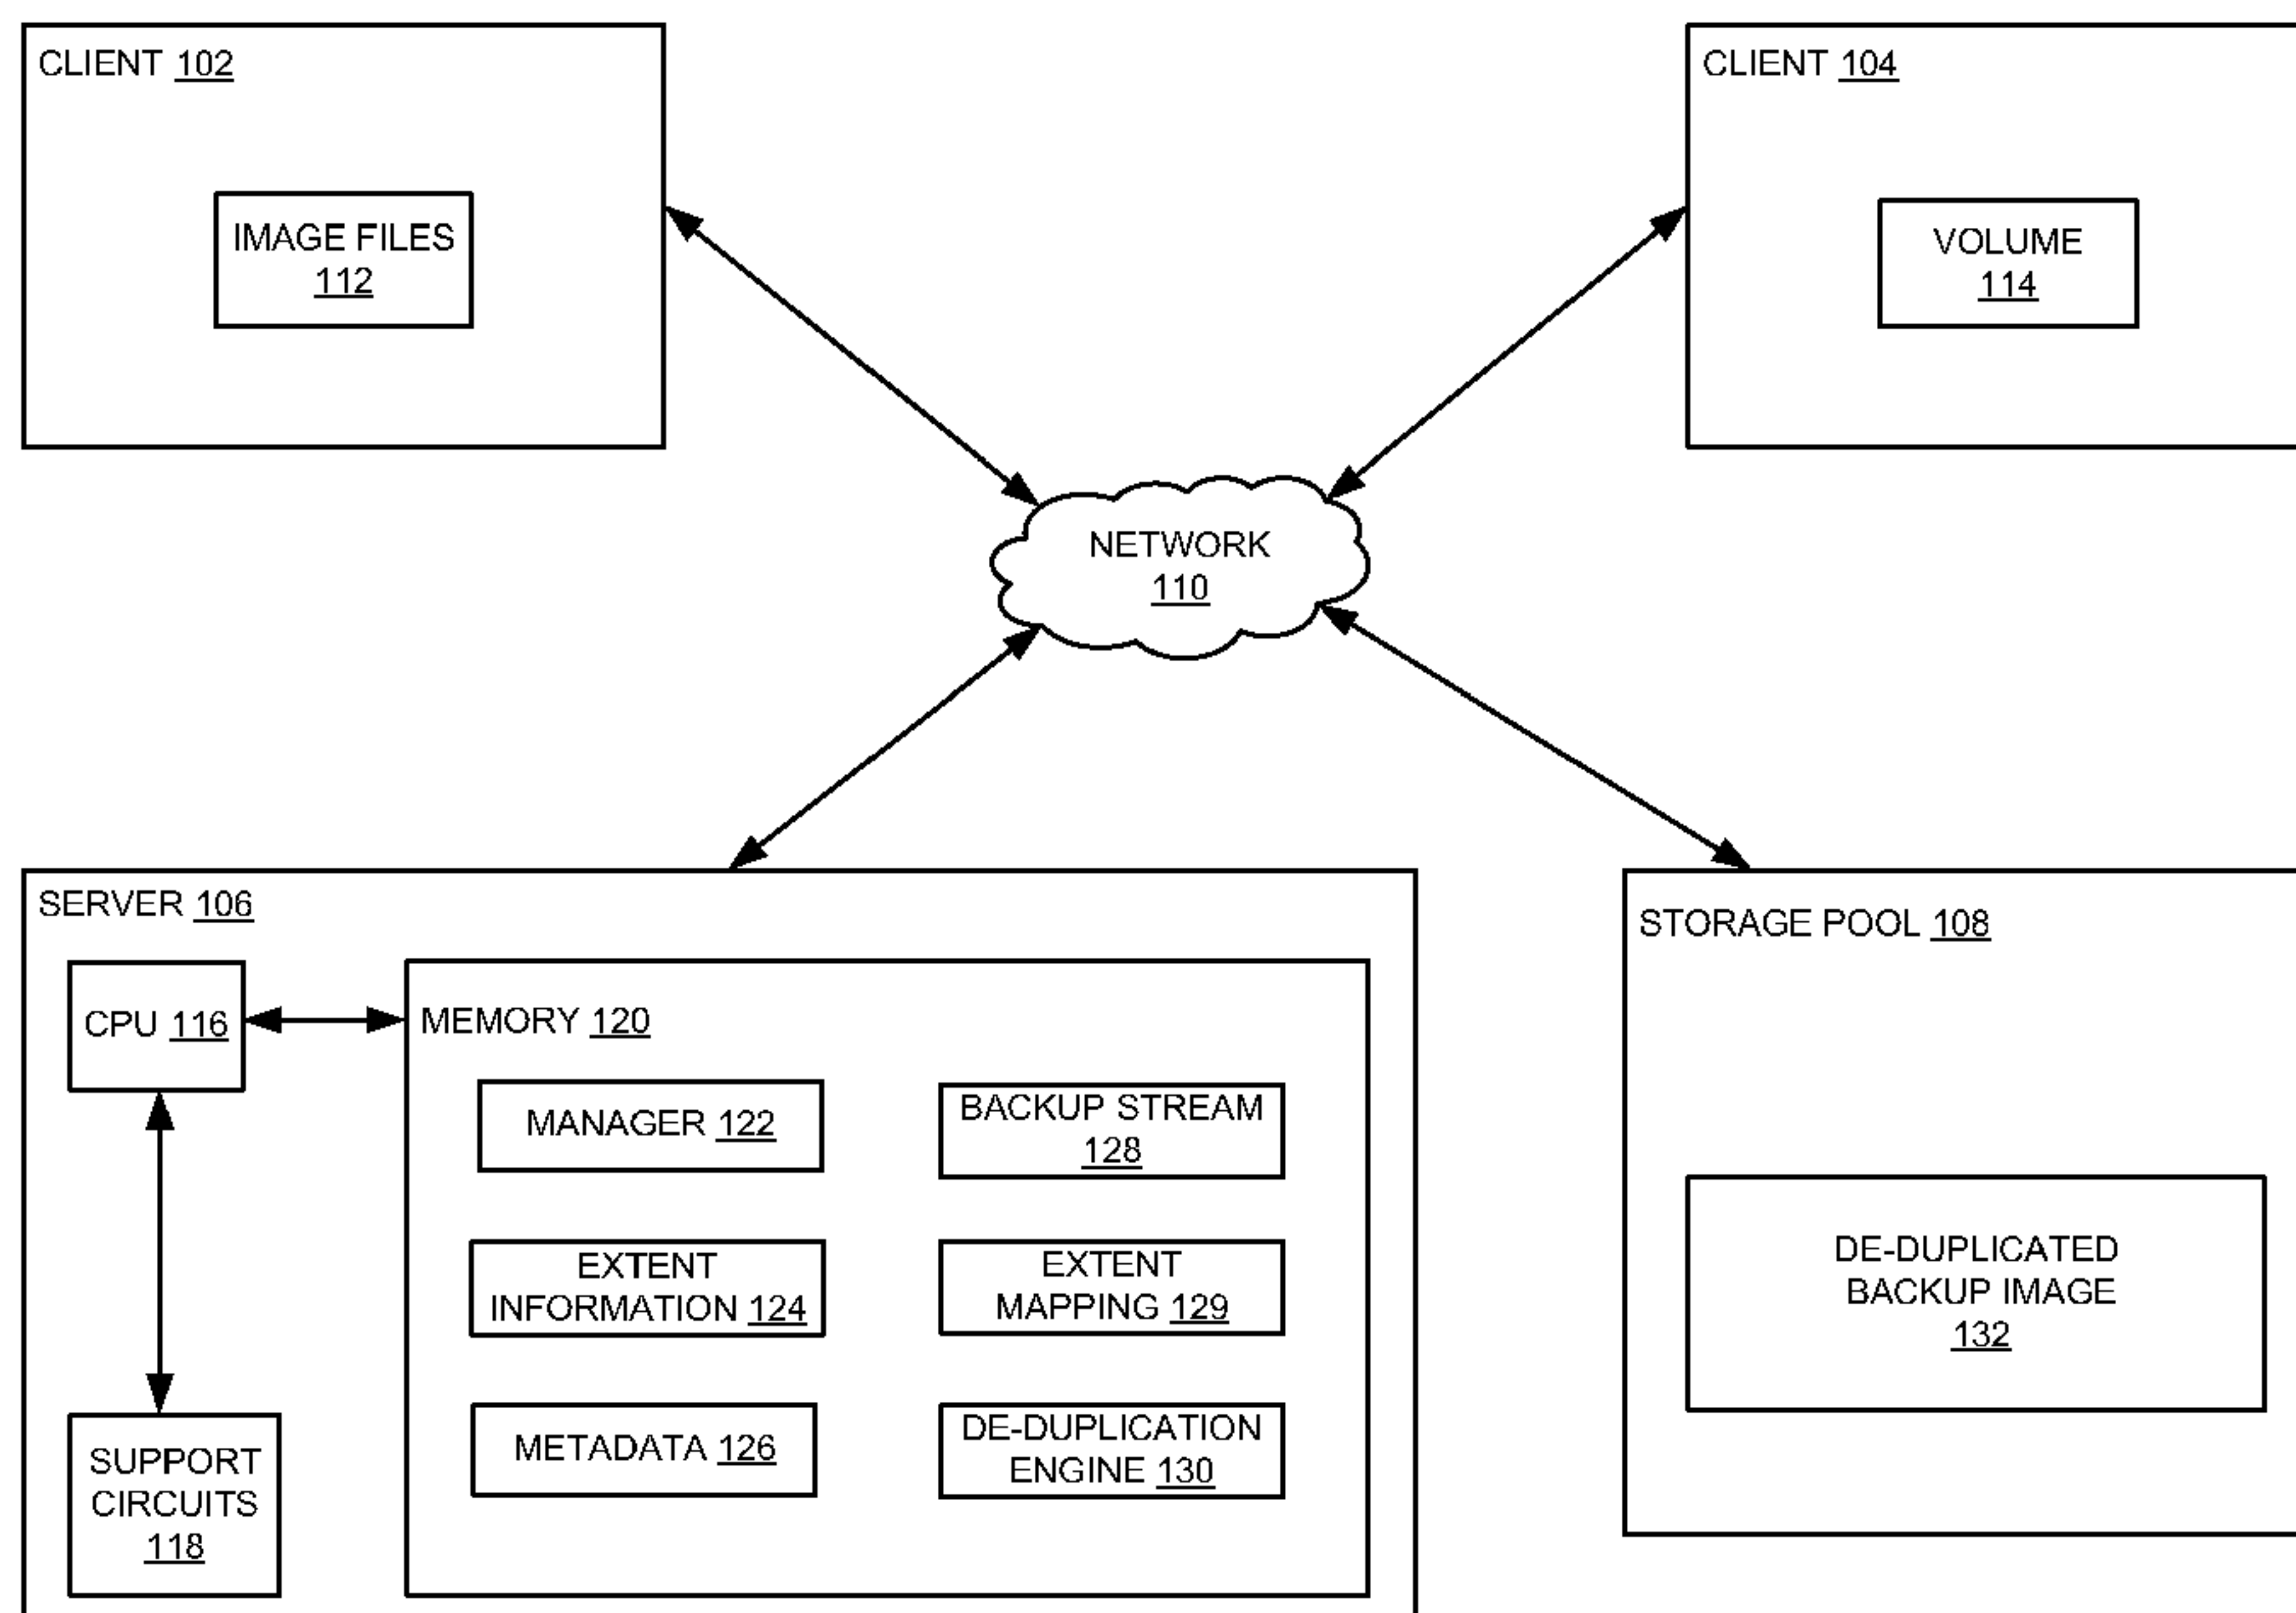 CLIENT 102
IMAGE FILES
112
CLIENT 104
VOLUME
114
NETWORK
110
SERVER 106
CPU 116
SUPPORT
CIRCUITS
118
MEMORY 120
MANAGER 122
BACKUP STREAM
128
EXTENT
INFORMATION 124
EXTENT
MAPPING 129
METADATA 126
DE-DUPLICATION
ENGINE 130
STORAGE POOL 108
DE-DUPLICATED
BACKUP IMAGE
132